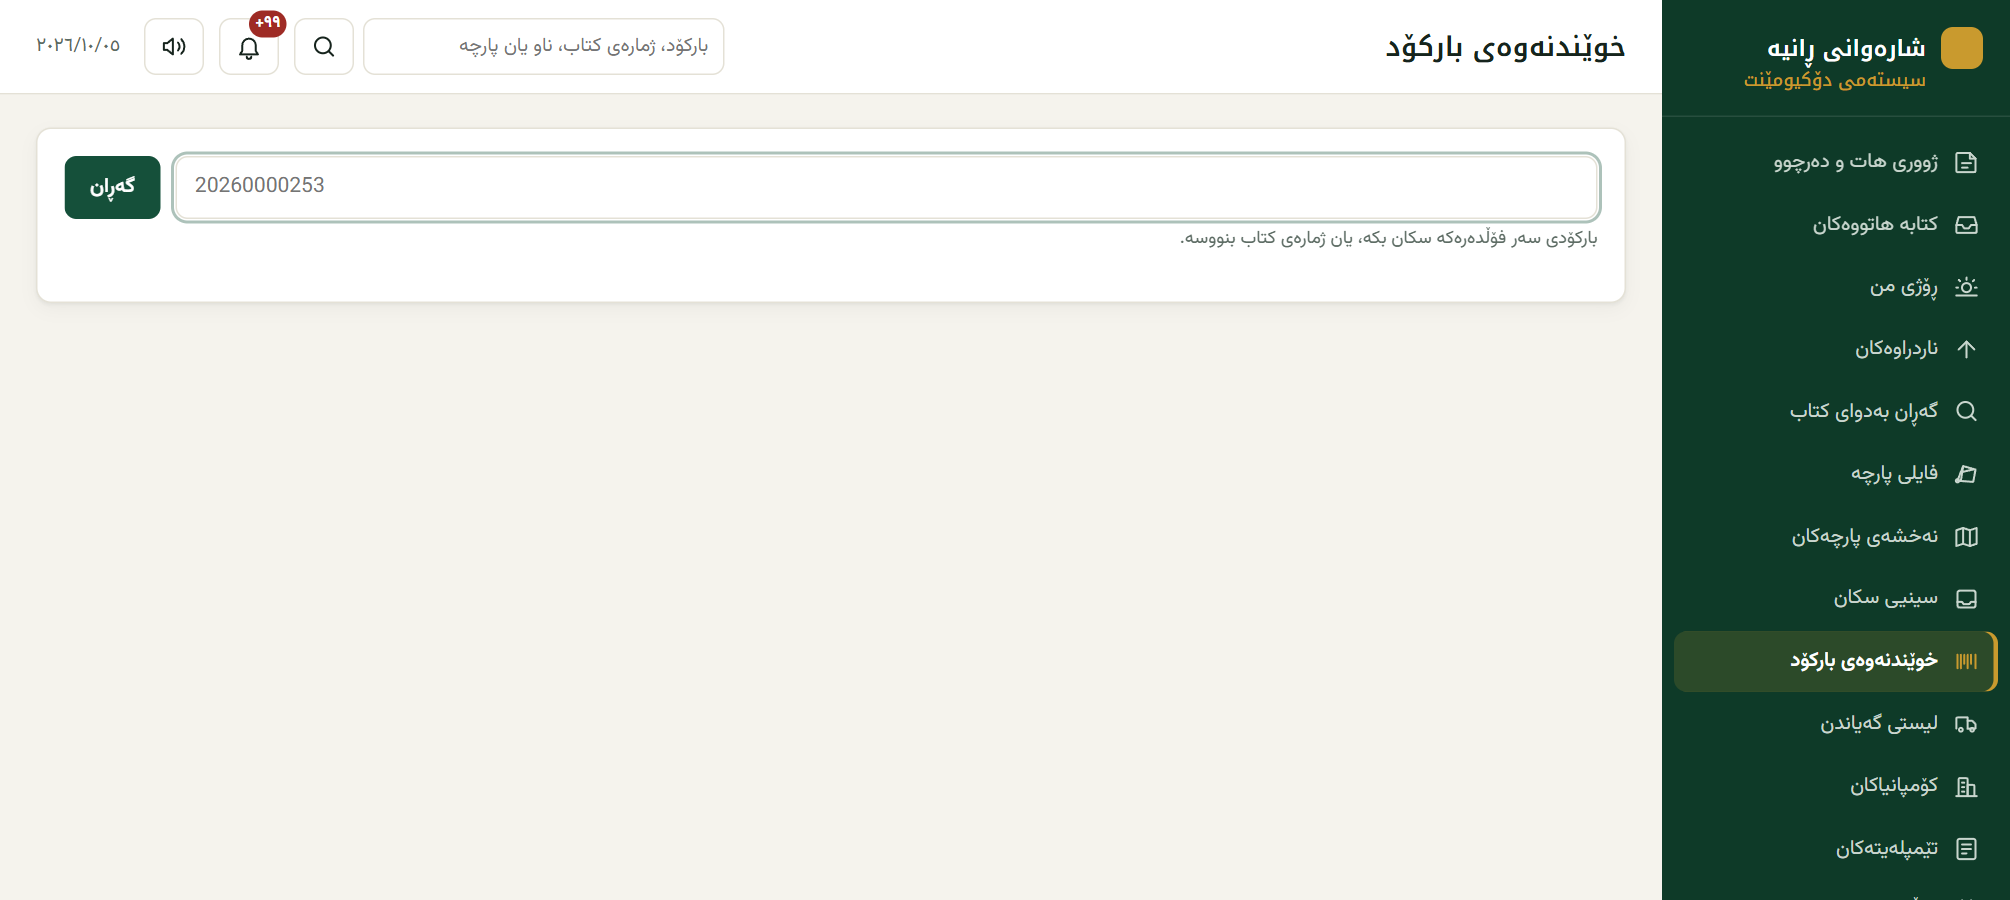 شارەوانی ڕانیە
سیستەمی دۆکیومێنت
ژووری هات و دەرچوو
کتابە هاتووەکان
ڕۆژی من
ناردراوەکان
گەڕان بەدوای کتاب
فایلی پارچە
نەخشەی پارچەکان
سینیی سکان
خوێندنەوەی بارکۆد
لیستی گەیاندن
کۆمپانیاکان
تێمپلەیتەکان
خوێندنەوەی بارکۆد
بارکۆد، ژمارەی کتاب، ناو یان پارچە
+٩٩
٢٠٢٦/١٠/٠٥
20260000253
گەڕان
بارکۆدی سەر فۆڵدەرەکە سکان بکە، یان ژمارەی کتاب بنووسە.